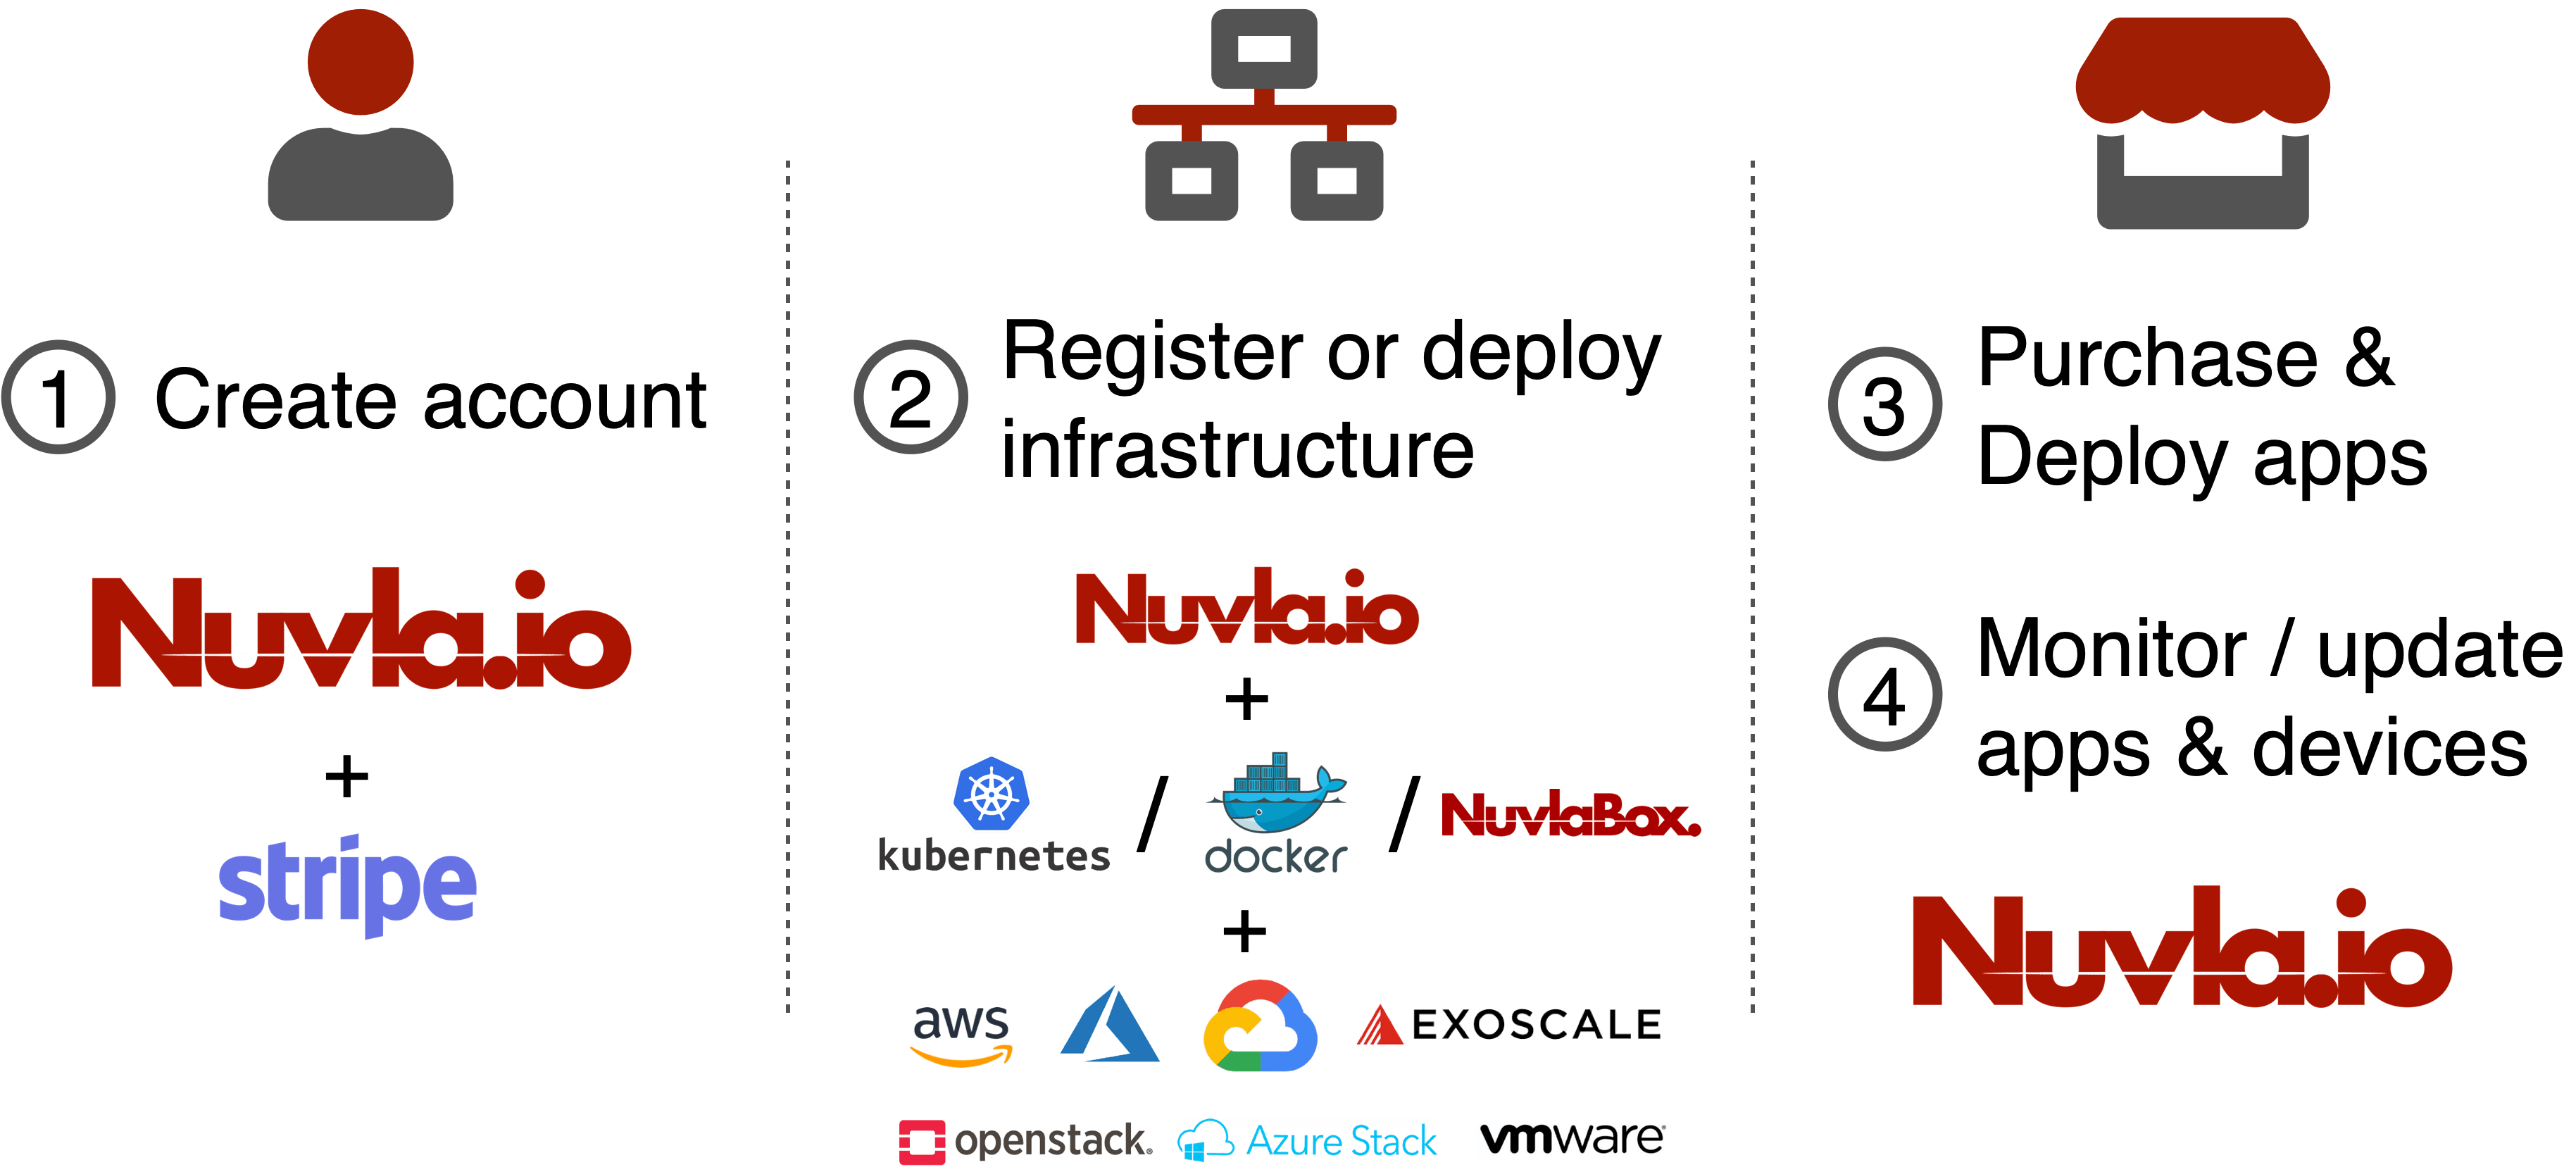 1 Create account
Nuvla.io
+
stripe
2 Register or deploy
infrastructure
Nuvla.io
+
kubernetes / docker / NuvlaBox.
+
aws EXOSCALE
openstack. Azure Stack vmware
3 Purchase &
Deploy apps
4 Monitor / update
apps & devices
Nuvla.io